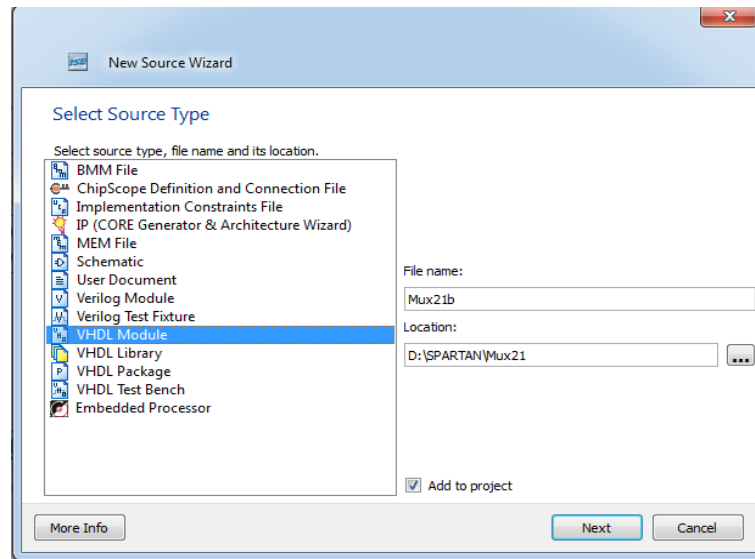 ISE New Source Wizard
Select Source Type
Select source type, file name and its location.
BMM File
ChipScope Definition and Connection File
Implementation Constraints File
IP (CORE Generator & Architecture Wizard)
MEM File
Schematic
User Document
Verilog Module
Verilog Test Fixture
VHDL Module
VHDL Library
VHDL Package
VHDL Test Bench
Embedded Processor
File name:
Mux21b
Location:
D:\SPARTAN\Mux21
...
Add to project
More Info
Next
Cancel